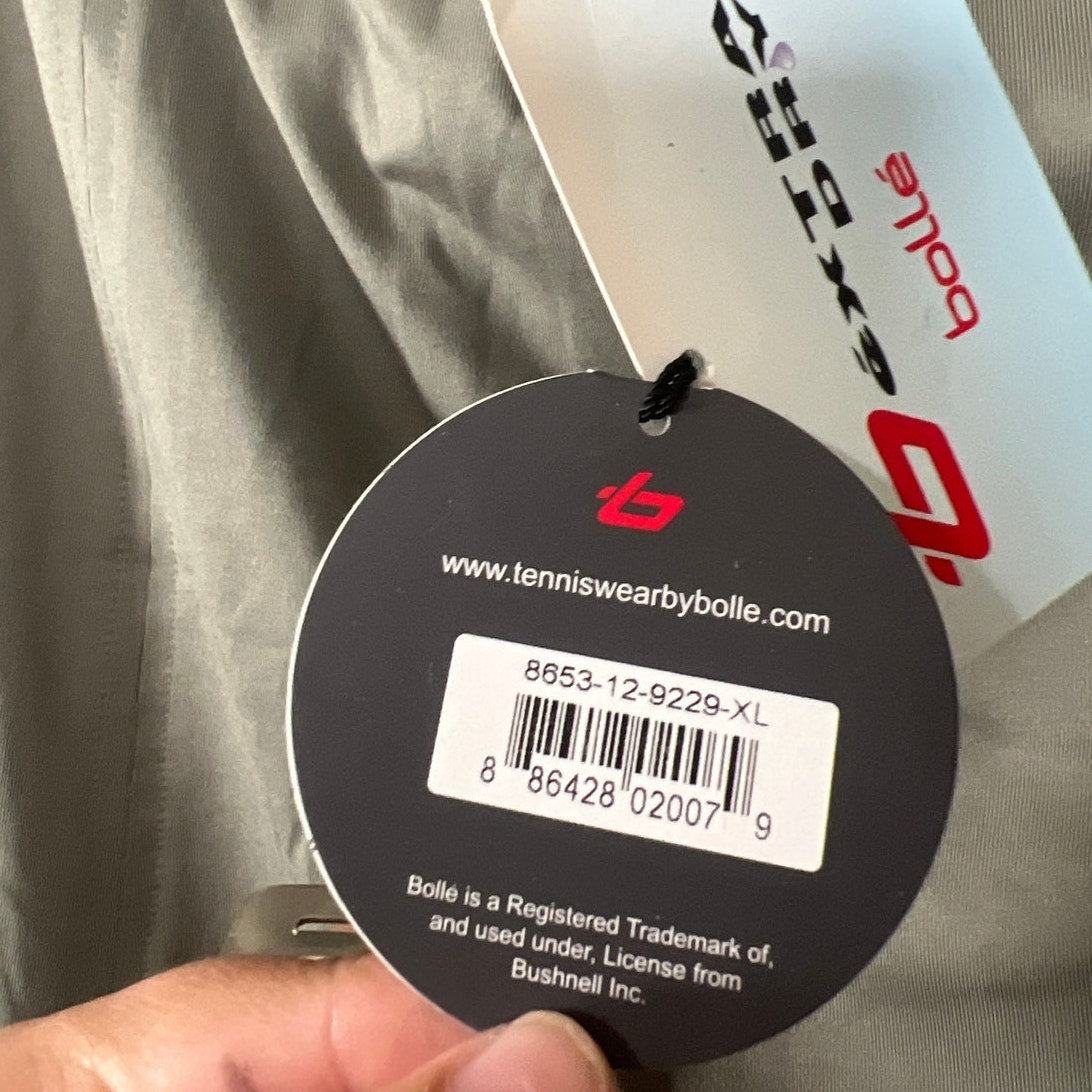 bollé
www.tenniswearbybolle.com
8653-12-9229-XL
8 86428 02007 9
Bollé is a Registered Trademark of,
and used under, License from
Bushnell Inc.